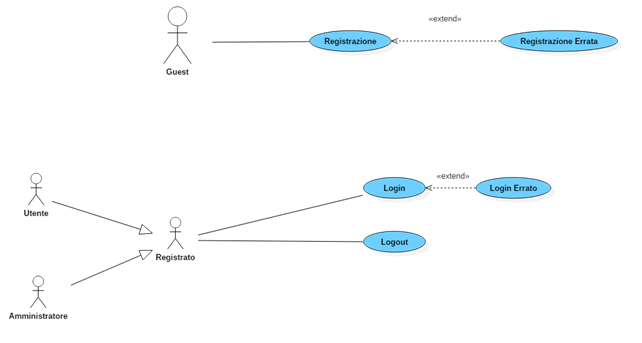 «extend»
Registrazione
Registrazione Errata
Guest
«extend»
Login
Login Errato
Utente
Logout
Registrato
Amministratore